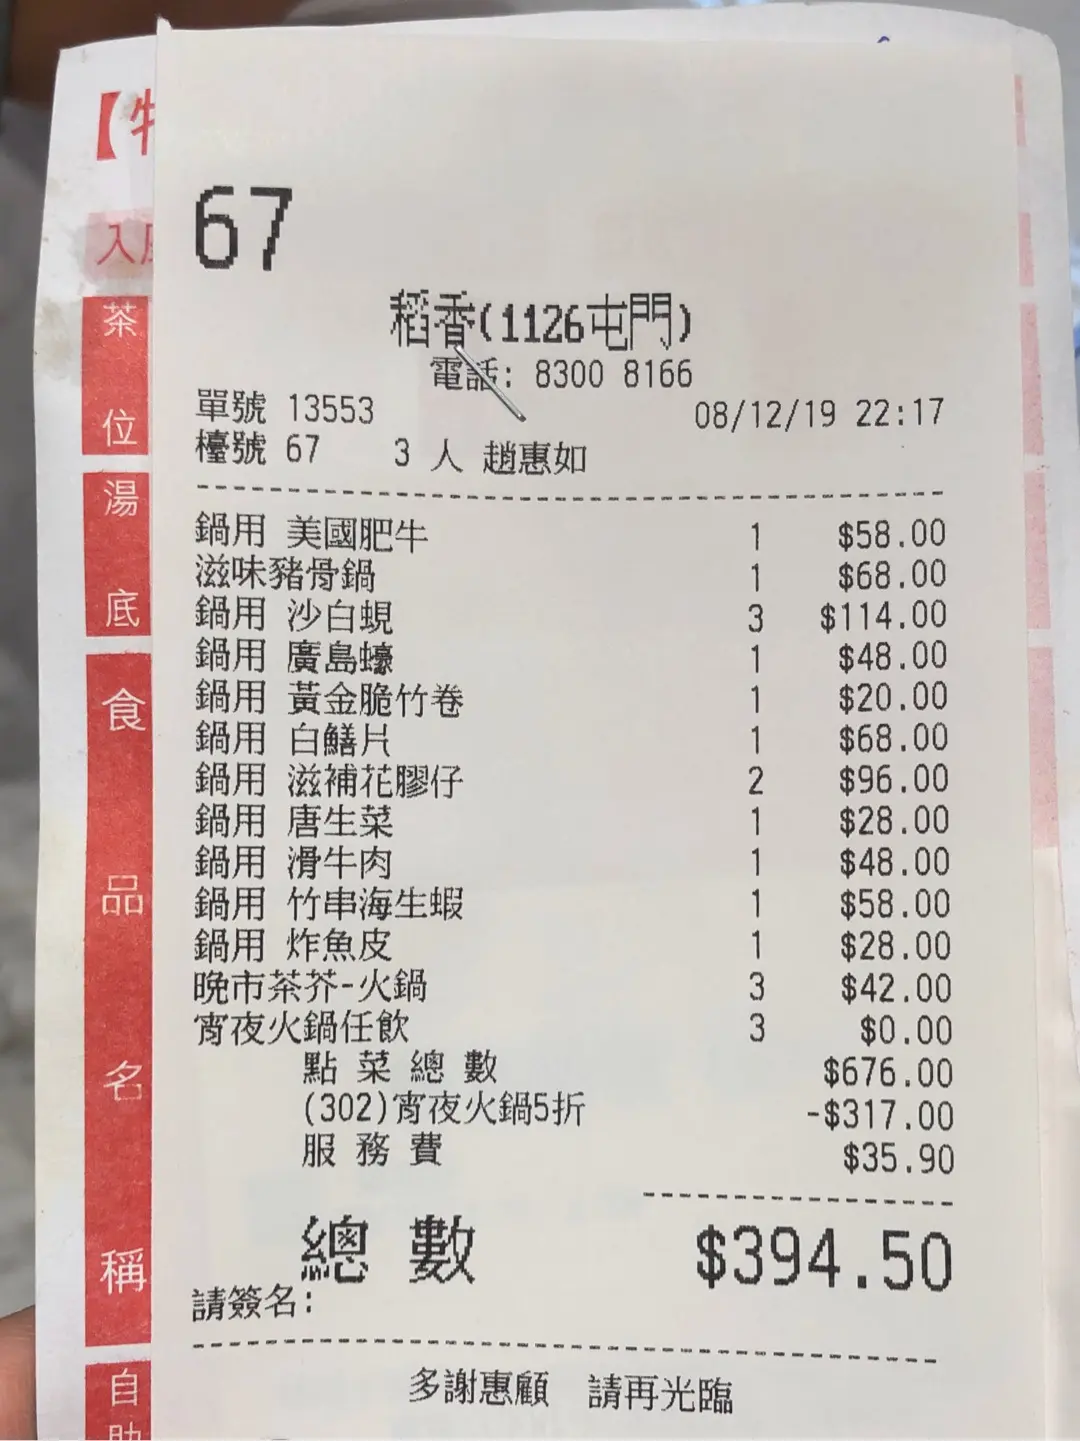 【特
入座
茶位
湯底
食品名稱
自助
67
稻香(1126屯門)
電話: 8300 8166
單號 13553 08/12/19 22:17
檯號 67 3 人 趙惠如
鍋用 美國肥牛 1 $58.00
滋味豬骨鍋 1 $68.00
鍋用 沙白蜆 3 $114.00
鍋用 廣島蠔 1 $48.00
鍋用 黃金脆竹卷 1 $20.00
鍋用 白鱔片 1 $68.00
鍋用 滋補花膠仔 2 $96.00
鍋用 唐生菜 1 $28.00
鍋用 滑牛肉 1 $48.00
鍋用 竹串海生蝦 1 $58.00
鍋用 炸魚皮 1 $28.00
晚市茶芥-火鍋 3 $42.00
宵夜火鍋任飲 3 $0.00
點菜總數 $676.00
(302)宵夜火鍋5折 -$317.00
服務費 $35.90
總數 $394.50
請簽名:
多謝惠顧 請再光臨